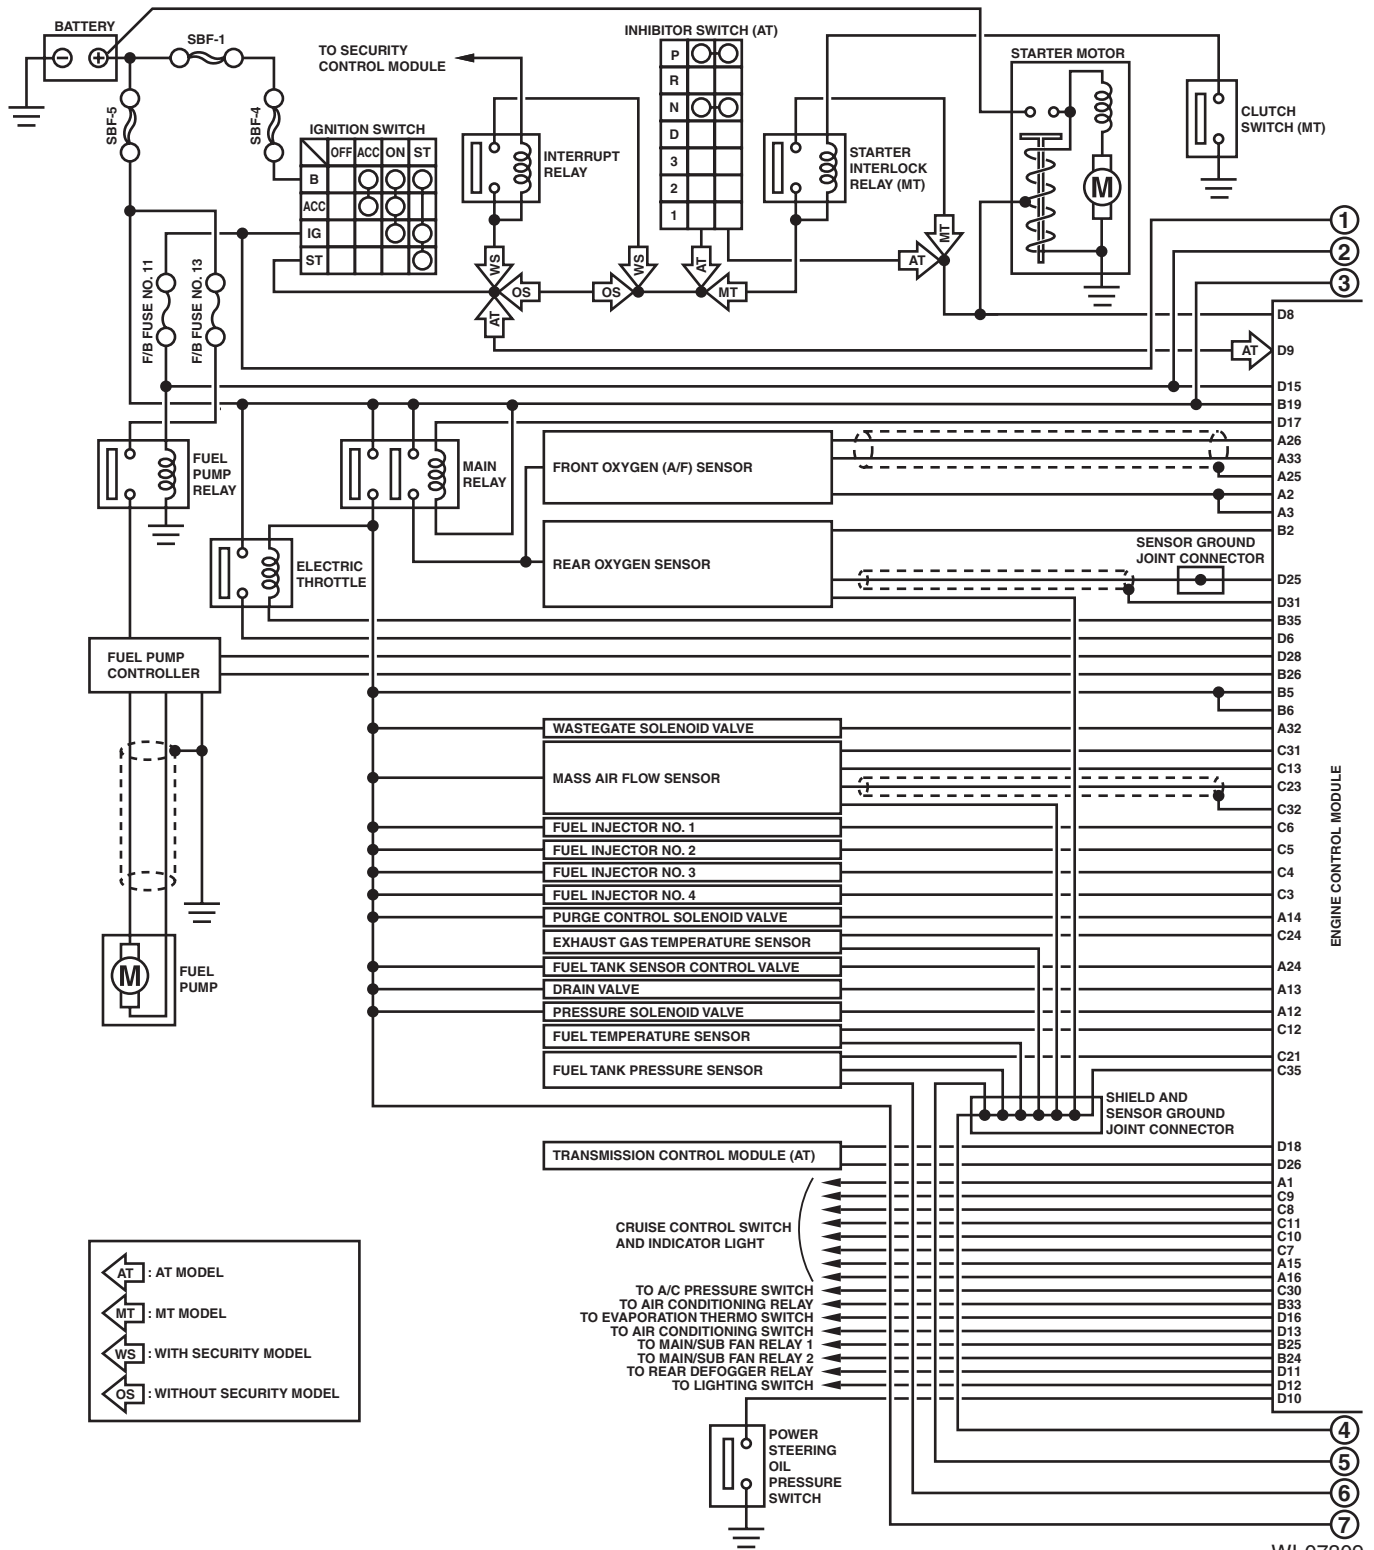 BATTERY
SBF-1
SBF-5
SBF-4
TO SECURITY
CONTROL MODULE
IGNITION SWITCH
OFF ACC ON ST
B
ACC
IG
ST
INTERRUPT
RELAY
INHIBITOR SWITCH (AT)
P
R
N
D
3
2
1
STARTER
INTERLOCK
RELAY (MT)
STARTER MOTOR
M
CLUTCH
SWITCH (MT)
WS
OS
AT
OS
WS
AT
MT
AT
MT
AT
F/B FUSE NO. 11
F/B FUSE NO. 13
1
2
3
D8
D9
D15
B19
D17
A26
A33
A25
A2
A3
B2
D25
D31
B35
D6
D28
B26
B5
B6
A32
C31
C13
C23
C32
C6
C5
C4
C3
A14
C24
A24
A13
A12
C12
C21
C35
D18
D26
A1
C9
C8
C11
C10
C7
A15
A16
C30
B33
D16
D13
B25
B24
D11
D12
D10
ENGINE CONTROL MODULE
FUEL
PUMP
RELAY
MAIN
RELAY
ELECTRIC
THROTTLE
FUEL PUMP
CONTROLLER
M
FUEL
PUMP
FRONT OXYGEN (A/F) SENSOR
REAR OXYGEN SENSOR
SENSOR GROUND
JOINT CONNECTOR
WASTEGATE SOLENOID VALVE
MASS AIR FLOW SENSOR
FUEL INJECTOR NO. 1
FUEL INJECTOR NO. 2
FUEL INJECTOR NO. 3
FUEL INJECTOR NO. 4
PURGE CONTROL SOLENOID VALVE
EXHAUST GAS TEMPERATURE SENSOR
FUEL TANK SENSOR CONTROL VALVE
DRAIN VALVE
PRESSURE SOLENOID VALVE
FUEL TEMPERATURE SENSOR
FUEL TANK PRESSURE SENSOR
SHIELD AND
SENSOR GROUND
JOINT CONNECTOR
TRANSMISSION CONTROL MODULE (AT)
CRUISE CONTROL SWITCH
AND INDICATOR LIGHT
TO A/C PRESSURE SWITCH
TO AIR CONDITIONING RELAY
TO EVAPORATION THERMO SWITCH
TO AIR CONDITIONING SWITCH
TO MAIN/SUB FAN RELAY 1
TO MAIN/SUB FAN RELAY 2
TO REAR DEFOGGER RELAY
TO LIGHTING SWITCH
AT : AT MODEL
MT : MT MODEL
WS : WITH SECURITY MODEL
OS : WITHOUT SECURITY MODEL
POWER
STEERING
OIL
PRESSURE
SWITCH
4
5
6
7